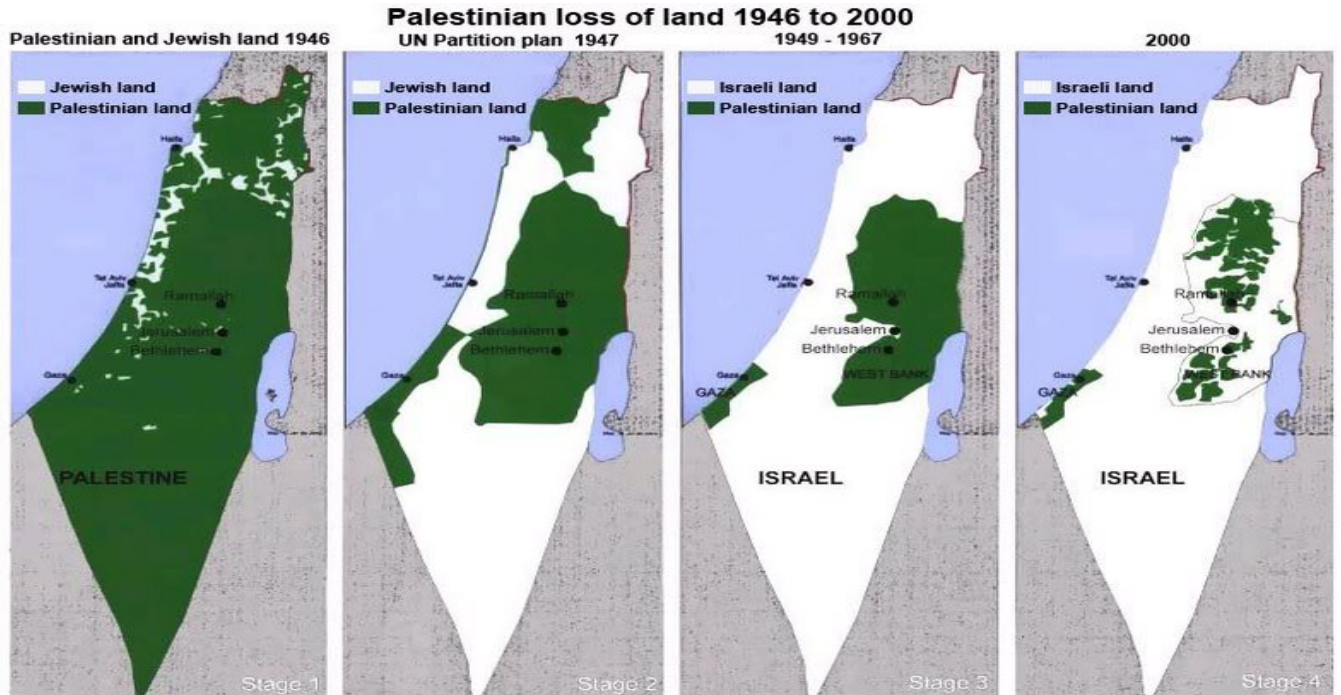 Palestinian loss of land 1946 to 2000
Palestinian and Jewish land 1946
Jewish land
Palestinian land
Haifa
Tel Aviv
Jaffa
Ramallah
Jerusalem
Bethlehem
Gaza
PALESTINE
Stage 1
UN Partition plan 1947
Jewish land
Palestinian land
Haifa
Tel Aviv
Jaffa
Ramallah
Jerusalem
Bethlehem
Gaza
Stage 2
1949 - 1967
Israeli land
Palestinian land
Haifa
Tel Aviv
Jaffa
Ramallah
Jerusalem
Bethlehem
WEST BANK
Gaza
GAZA
ISRAEL
Stage 3
2000
Israeli land
Palestinian land
Haifa
Tel Aviv
Jaffa
Ramallah
Jerusalem
Bethlehem
WEST BANK
Gaza
GAZA
ISRAEL
Stage 4